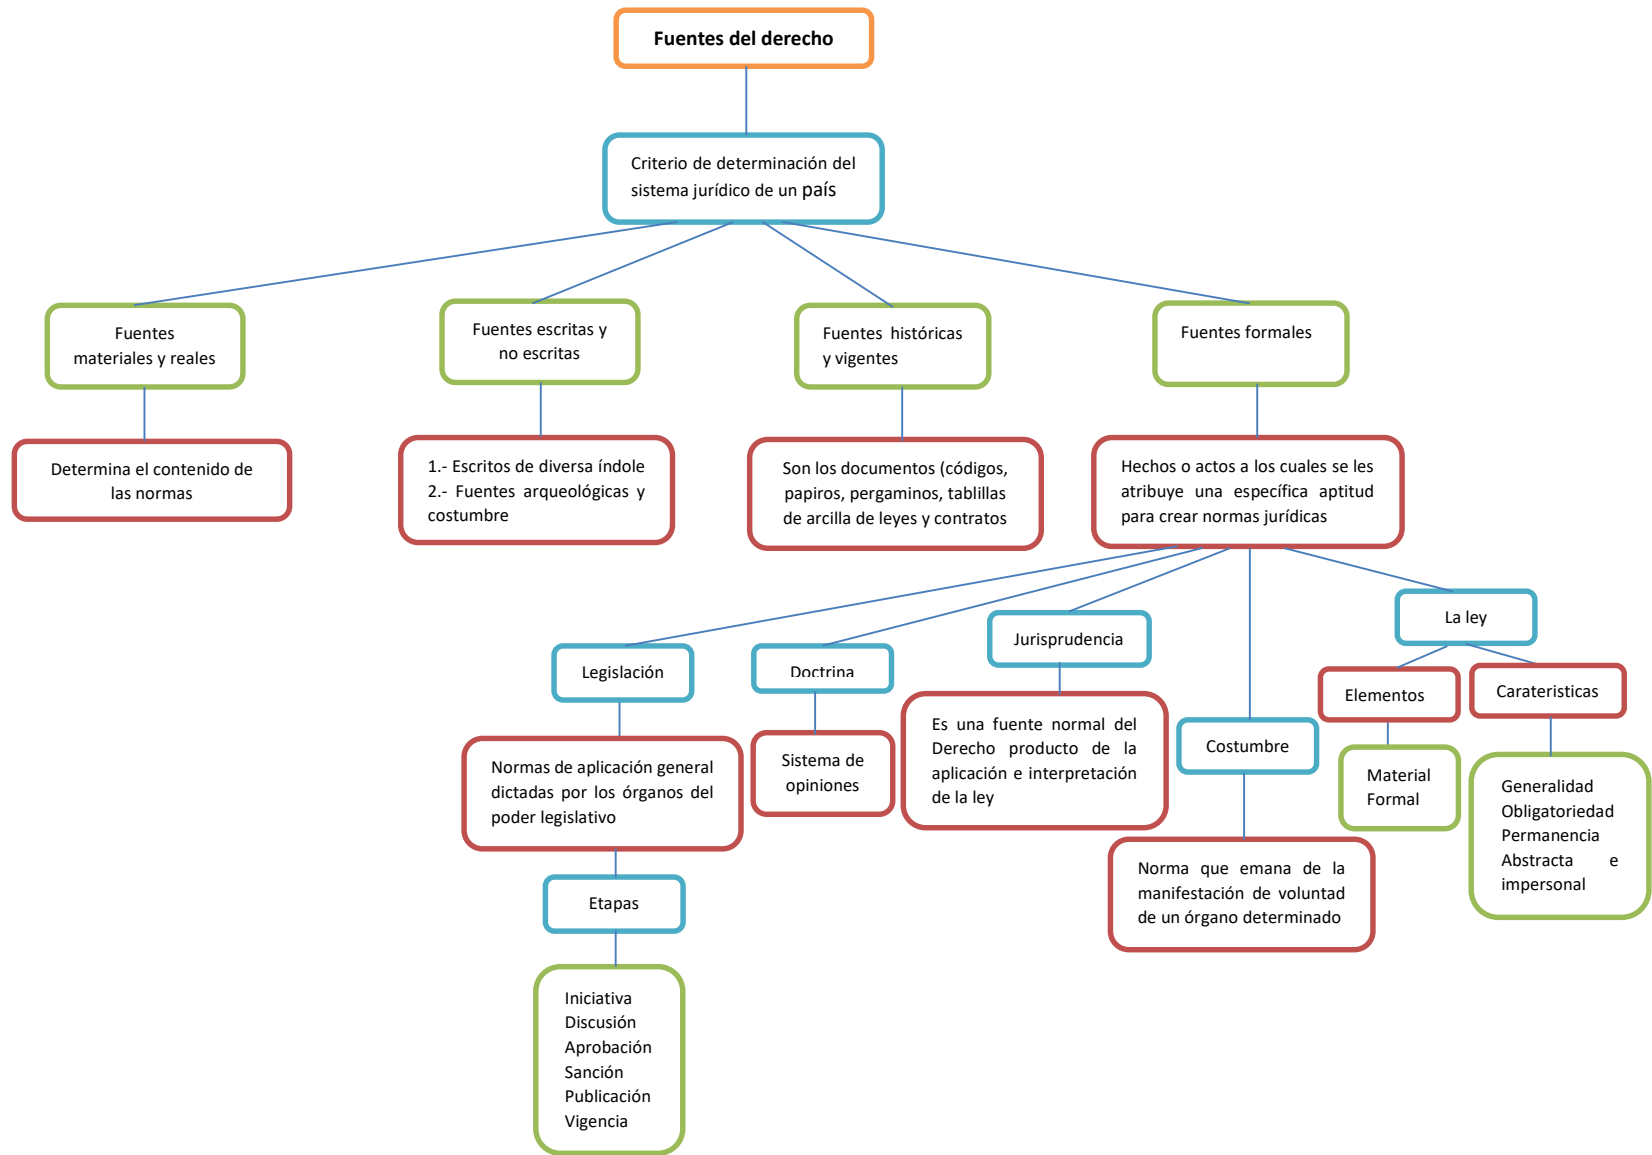 Fuentes del derecho
Criterio de determinación del
sistema jurídico de un país
Fuentes
materiales y reales
Fuentes escritas y
no escritas
Fuentes históricas
y vigentes
Fuentes formales
Determina el contenido de
las normas
1.- Escritos de diversa índole
2.- Fuentes arqueológicas y
costumbre
Son los documentos (códigos,
papiros, pergaminos, tablillas
de arcilla de leyes y contratos
Hechos o actos a los cuales se les
atribuye una específica aptitud
para crear normas jurídicas
Legislación
Doctrina
Jurisprudencia
Costumbre
La ley
Normas de aplicación general
dictadas por los órganos del
poder legislativo
Sistema de
opiniones
Es una fuente normal del
Derecho producto de la
aplicación e interpretación
de la ley
Norma que emana de la
manifestación de voluntad
de un órgano determinado
Elementos
Carateristicas
Material
Formal
Generalidad
Obligatoriedad
Permanencia
Abstracta e
impersonal
Etapas
Iniciativa
Discusión
Aprobación
Sanción
Publicación
Vigencia